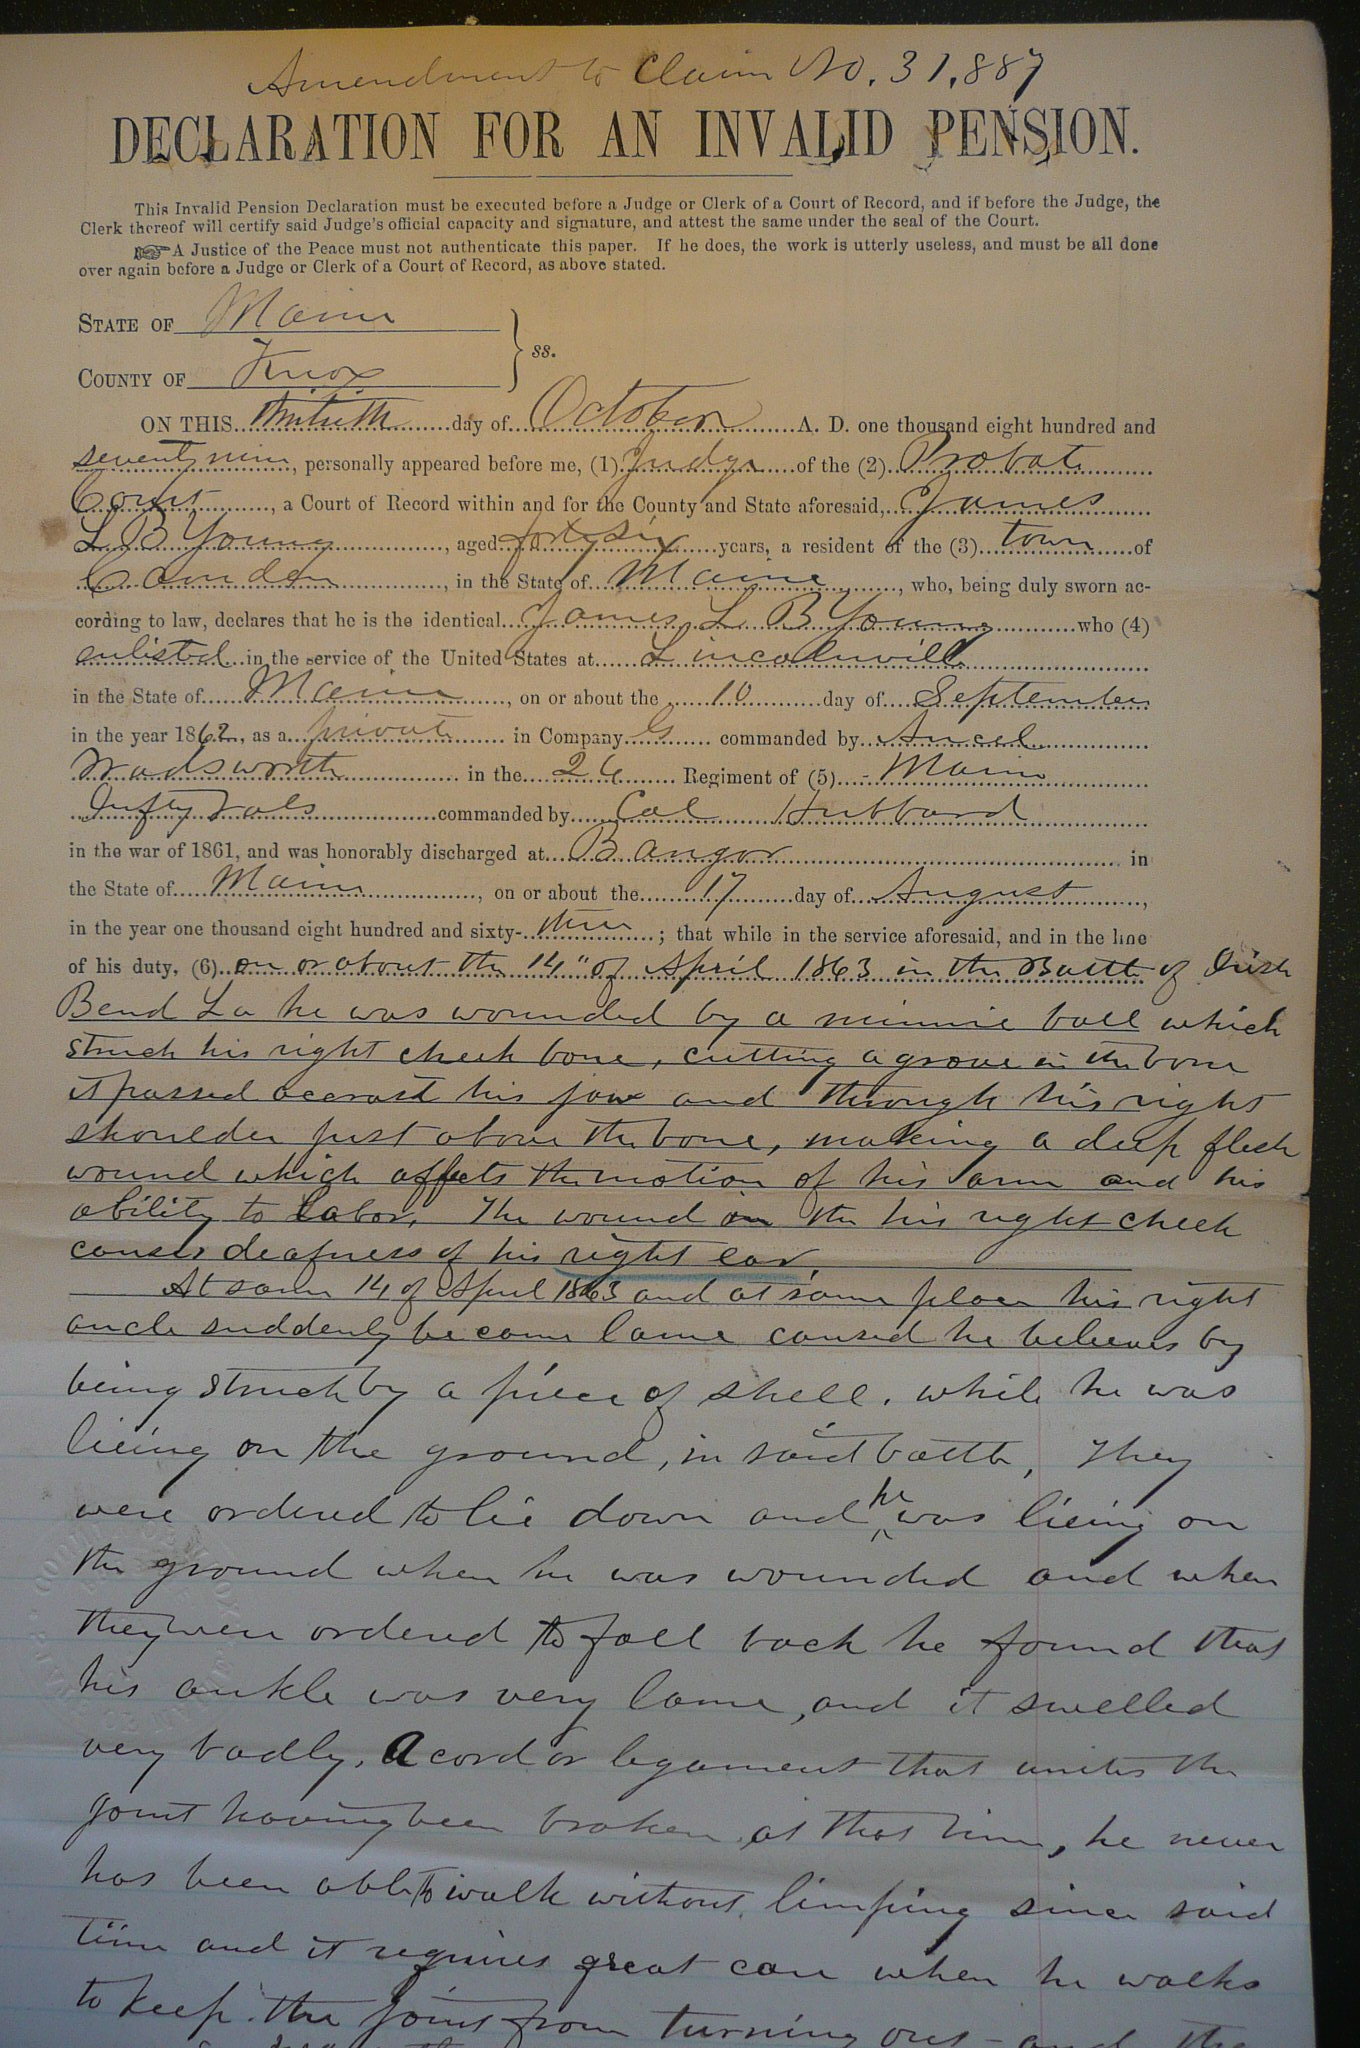 Amendment to Claim No. 31,887
DECLARATION FOR AN INVALID PENSION.
This Invalid Pension Declaration must be executed before a Judge or Clerk of a Court of Record, and if before the Judge, the
Clerk thereof will certify said Judge's official capacity and signature, and attest the same under the seal of the Court.
☞ A Justice of the Peace must not authenticate this paper. If he does, the work is utterly useless, and must be all done
over again before a Judge or Clerk of a Court of Record, as above stated.
STATE OF Maine
ss.
COUNTY OF Knox
ON THIS thirtieth day of October A. D. one thousand eight hundred and
seventy nine, personally appeared before me, (1) Judge of the (2) Probate
Court, a Court of Record within and for the County and State aforesaid, James
L B Young, aged forty six years, a resident of the (3) town of
Camden, in the State of Maine, who, being duly sworn ac-
cording to law, declares that he is the identical James L B Young who (4)
enlisted in the service of the United States at Lincolnville
in the State of Maine, on or about the 10 day of September
in the year 1862, as a private in Company G commanded by Ancel
Wadsworth in the 26 Regiment of (5) - Maine
Infty Vols commanded by Col Hubbard
in the war of 1861, and was honorably discharged at Bangor in
the State of Maine, on or about the 17 day of August,
in the year one thousand eight hundred and sixty-three; that while in the service aforesaid, and in the line
of his duty, (6) on or about the 14" of April 1863 in the Battle of Irish
Bend La he was wounded by a minnie ball which
struck his right cheek bone, cutting a grove in the bone
it passed accrost his jaw and through his right
shoulder just above the bone, making a deep flesh
wound which affects the motion of his arm and his
ability to Labor, The wound in the his right cheek
causes deafness of his right ear,
At same 14 of April 1863 and at same place his right
ancle suddenly became lame caused he believes by
being struck by a piece of shell, while he was
lieing on the ground, in said battle, They
were ordered to lie down and he was lieing on
the ground when he was wounded and when
they were ordered to fall back he found that
his ankle was very lame, and it swelled
very badly, a cord or legament that unites the
joint having been broken at that time, he never
has been able to walk without limping since said
time and it requires great care when he walks
to keep the joint from turning out - and the